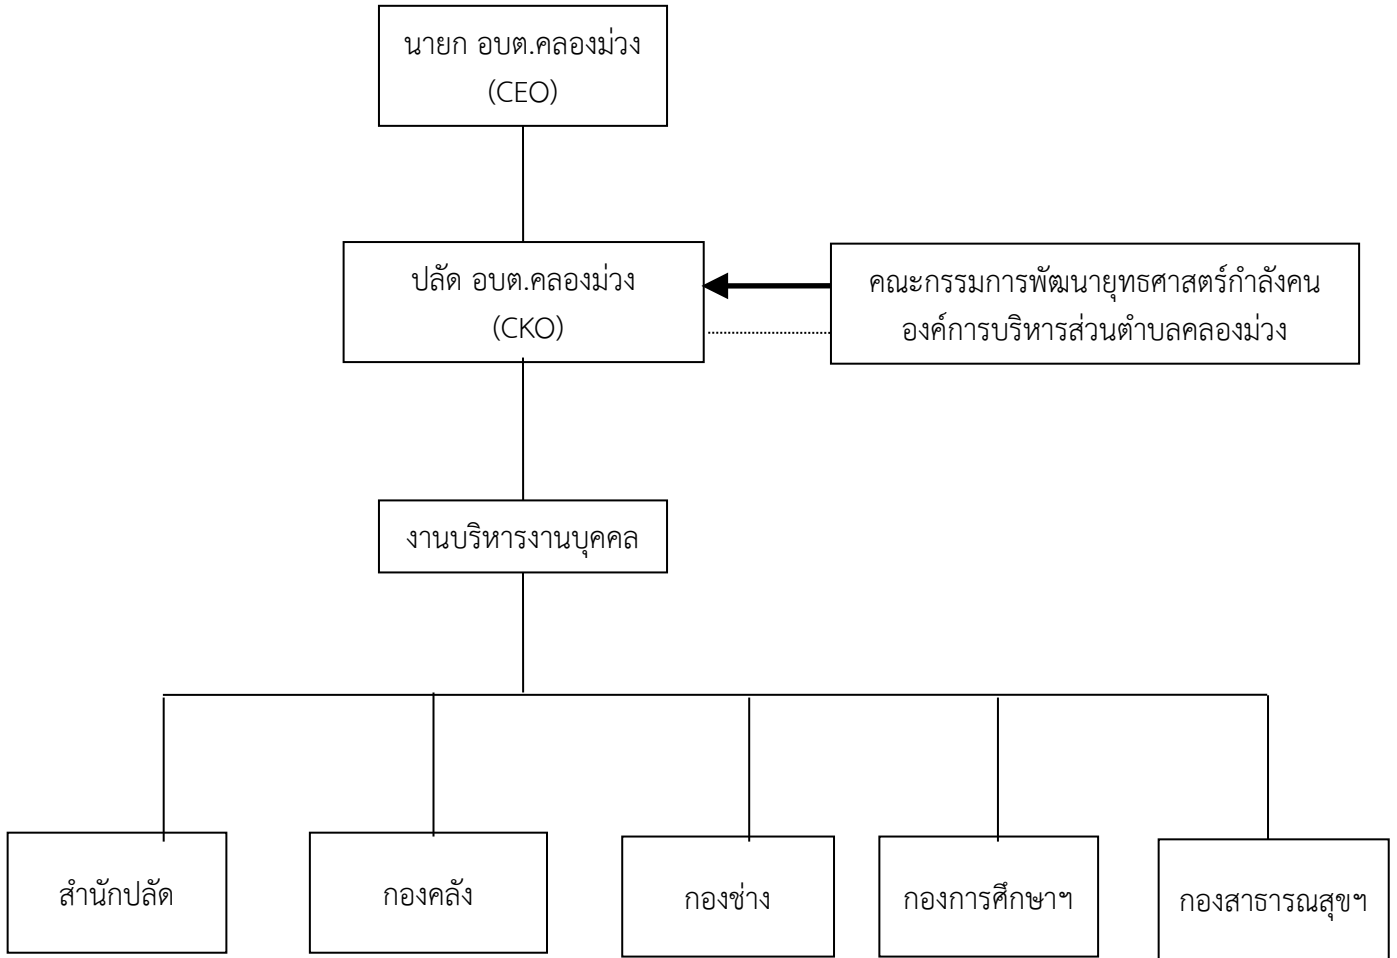 นายก อบต.คลองม่วง
(CEO)
ปลัด อบต.คลองม่วง
(CKO)
คณะกรรมการพัฒนายุทธศาสตร์กำลังคน
องค์การบริหารส่วนตำบลคลองม่วง
งานบริหารงานบุคคล
สำนักปลัด
กองคลัง
กองช่าง
กองการศึกษาฯ
กองสาธารณสุขฯ